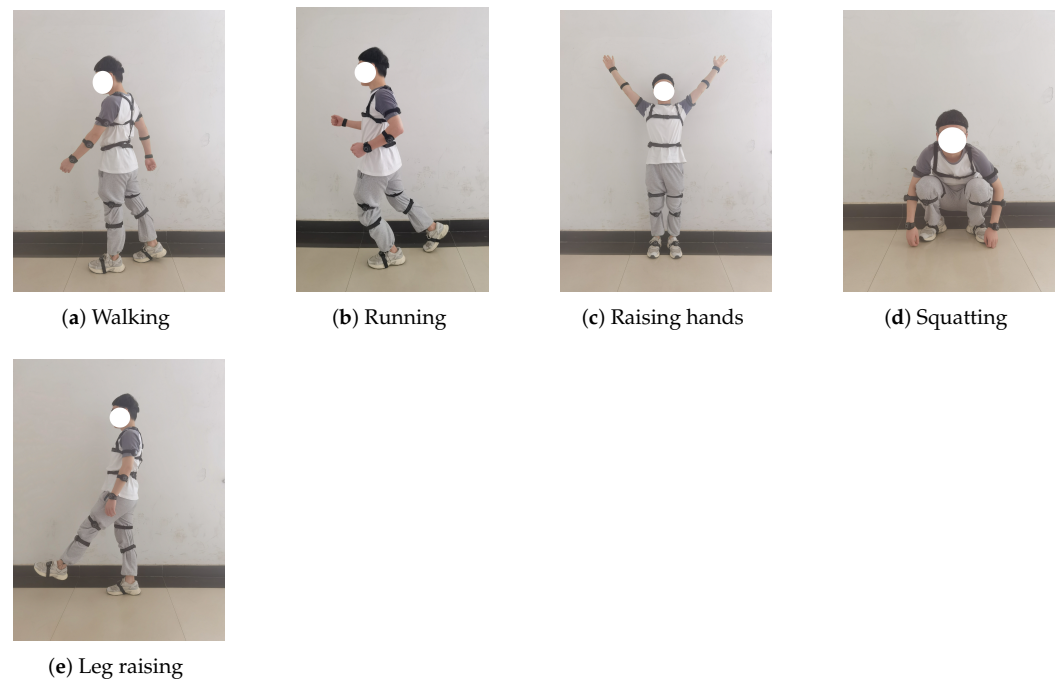 (a) Walking
(b) Running
(c) Raising hands
(d) Squatting
(e) Leg raising